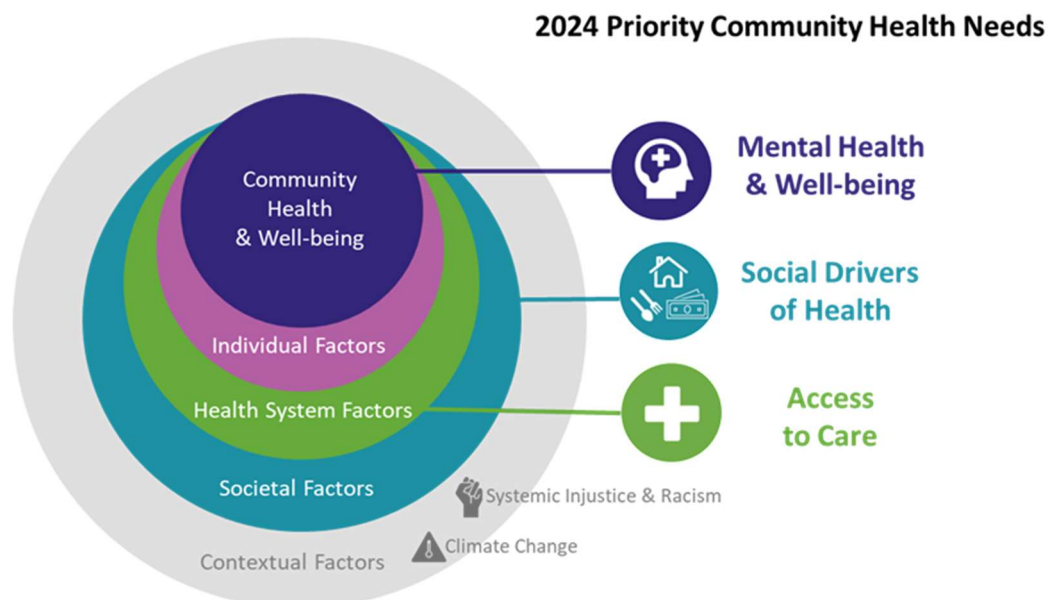 2024 Priority Community Health Needs
Community
Health
& Well-being
Individual Factors
Health System Factors
Societal Factors
Contextual Factors
Mental Health
& Well-being
Social Drivers
of Health
Access
to Care
Systemic Injustice & Racism
Climate Change